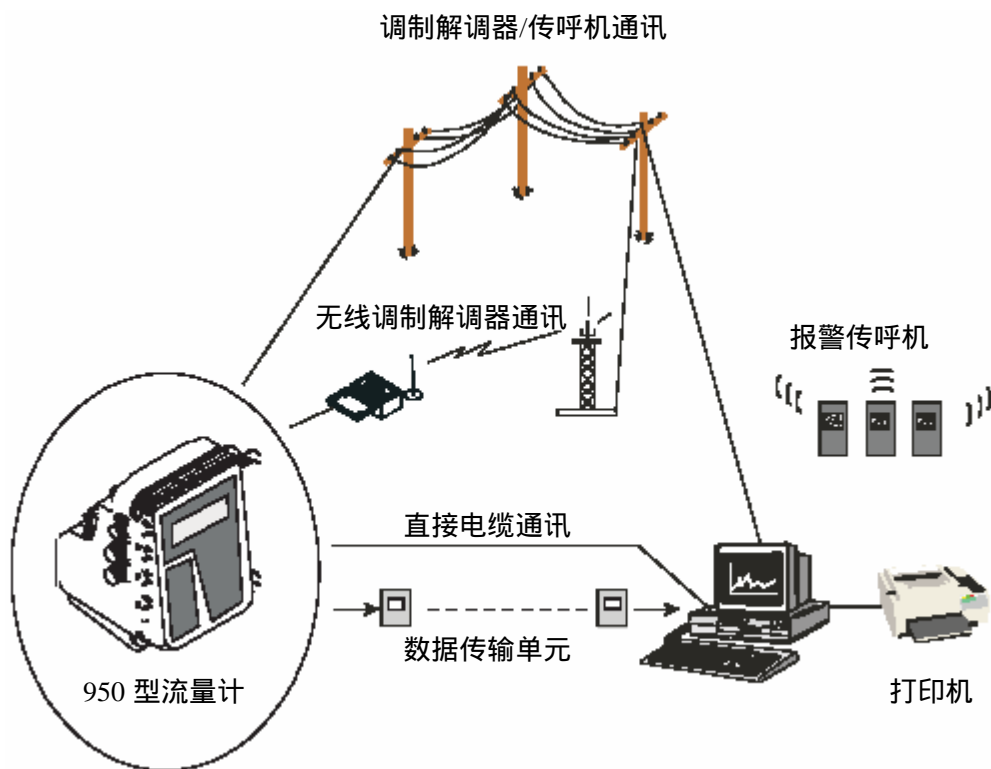 调制解调器/传呼机通讯
无线调制解调器通讯
报警传呼机
直接电缆通讯
数据传输单元
950 型流量计
打印机